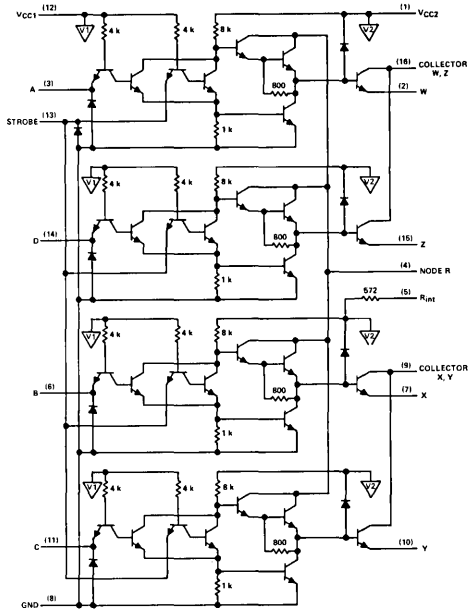 (12) (1)
VCC1 VCC2
V1 V2
4 k 4 k 8 k
(16) COLLECTOR
W, Z
A (3) 800 (2) W
STROBE (13)
1 k
V1 V2
4 k 4 k 8 k
D (14) 800 (15) Z
1 k (4) NODE R
572 (5) Rint
V1 V2
4 k 4 k 8 k
(9) COLLECTOR
X, Y
B (6) 800 (7) X
1 k
V1 V2
4 k 4 k 8 k
C (11) 800 (10) Y
1 k
GND (8)